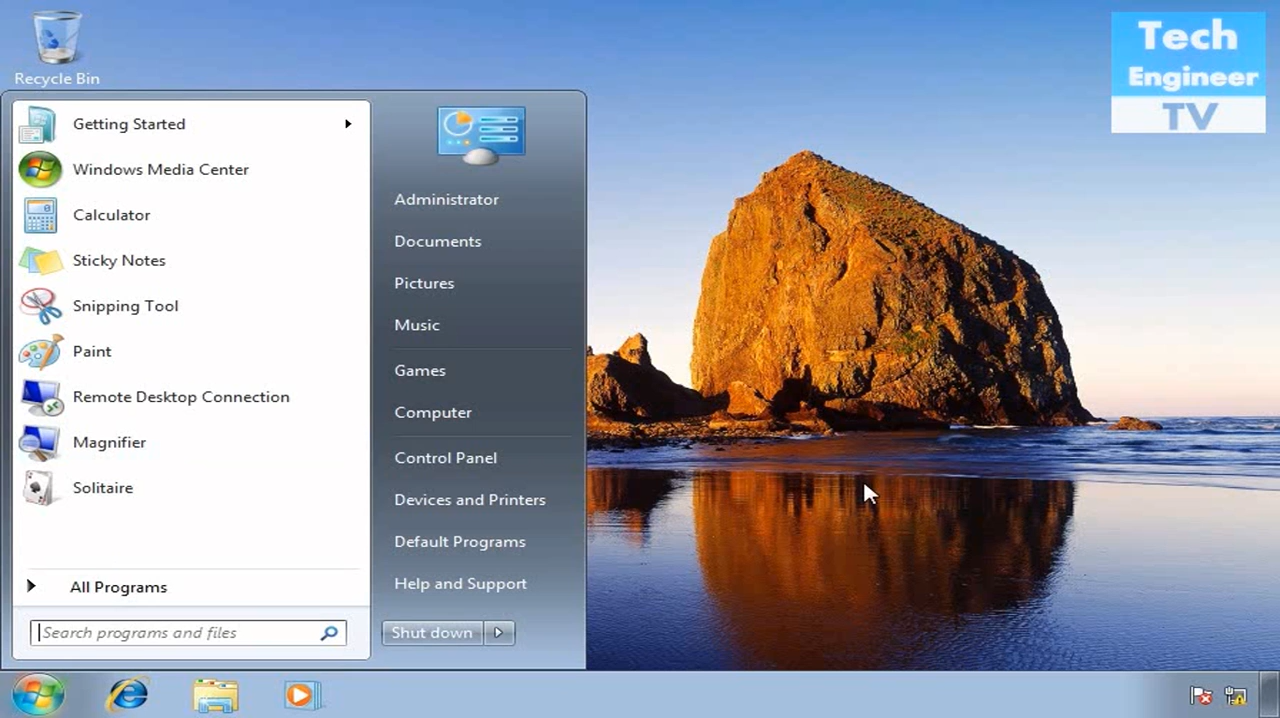 Recycle Bin
Tech
Engineer
TV
Getting Started
Windows Media Center
Calculator
Sticky Notes
Snipping Tool
Paint
Remote Desktop Connection
Magnifier
Solitaire
All Programs
Search programs and files
Administrator
Documents
Pictures
Music
Games
Computer
Control Panel
Devices and Printers
Default Programs
Help and Support
Shut down